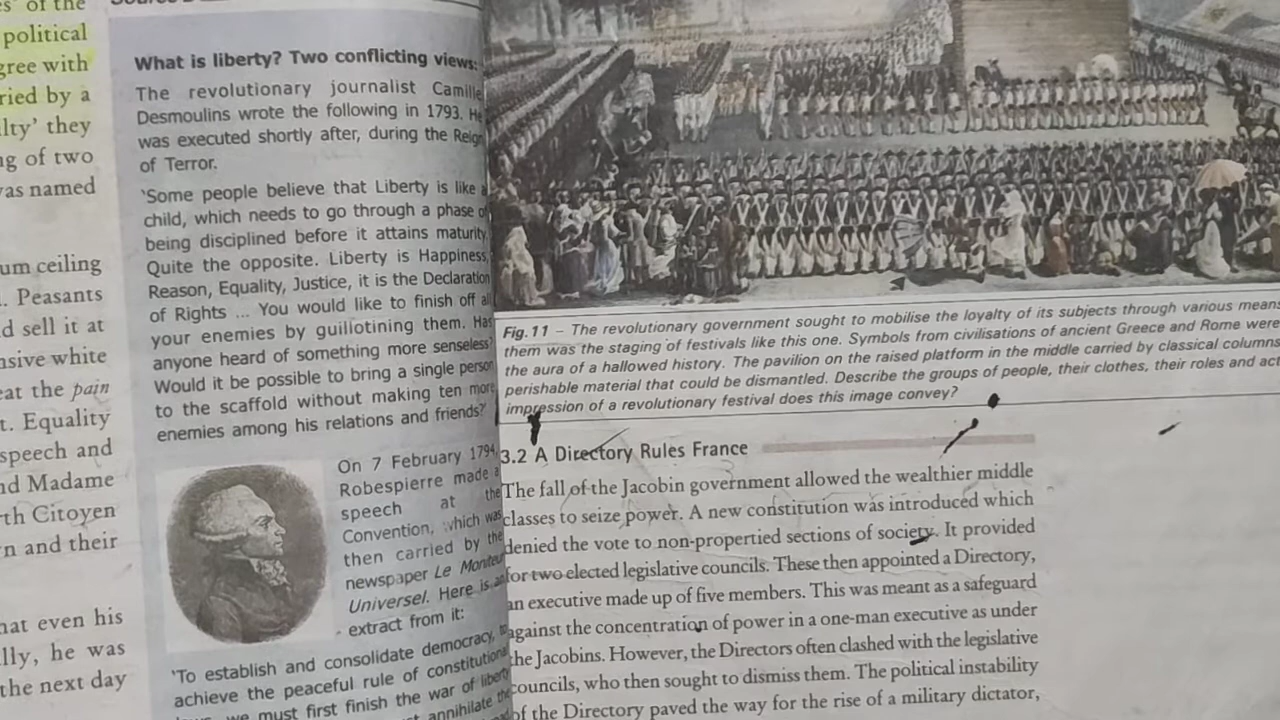 es' of the
political
gree with
ried by a
lty' they
ng of two
was named
um ceiling
. Peasants
d sell it at
nsive white
eat the pain
t. Equality
speech and
nd Madame
rth Citoyen
n and their
hat even his
lly, he was
the next day
What is liberty? Two conflicting views:
The revolutionary journalist Camille
Desmoulins wrote the following in 1793. He
was executed shortly after, during the Reign
of Terror.
'Some people believe that Liberty is like a
child, which needs to go through a phase of
being disciplined before it attains maturity.
Quite the opposite. Liberty is Happiness,
Reason, Equality, Justice, it is the Declaration
of Rights ... You would like to finish off all
your enemies by guillotining them. Has
anyone heard of something more senseless?
Would it be possible to bring a single person
to the scaffold without making ten more
enemies among his relations and friends?'
On 7 February 1794,
Robespierre made a
speech at the
Convention, which was
then carried by the
newspaper Le Moniteur
Universel. Here is an
extract from it:
'To establish and consolidate democracy, to
achieve the peaceful rule of constitutional
we must first finish the war of liberty
annihilate the
Fig.11 – The revolutionary government sought to mobilise the loyalty of its subjects through various means
them was the staging of festivals like this one. Symbols from civilisations of ancient Greece and Rome were
the aura of a hallowed history. The pavilion on the raised platform in the middle carried by classical columns
perishable material that could be dismantled. Describe the groups of people, their clothes, their roles and act
impression of a revolutionary festival does this image convey?
3.2 A Directory Rules France
The fall of the Jacobin government allowed the wealthier middle
classes to seize power. A new constitution was introduced which
denied the vote to non-propertied sections of society. It provided
for two elected legislative councils. These then appointed a Directory,
an executive made up of five members. This was meant as a safeguard
against the concentration of power in a one-man executive as under
the Jacobins. However, the Directors often clashed with the legislative
councils, who then sought to dismiss them. The political instability
of the Directory paved the way for the rise of a military dictator,